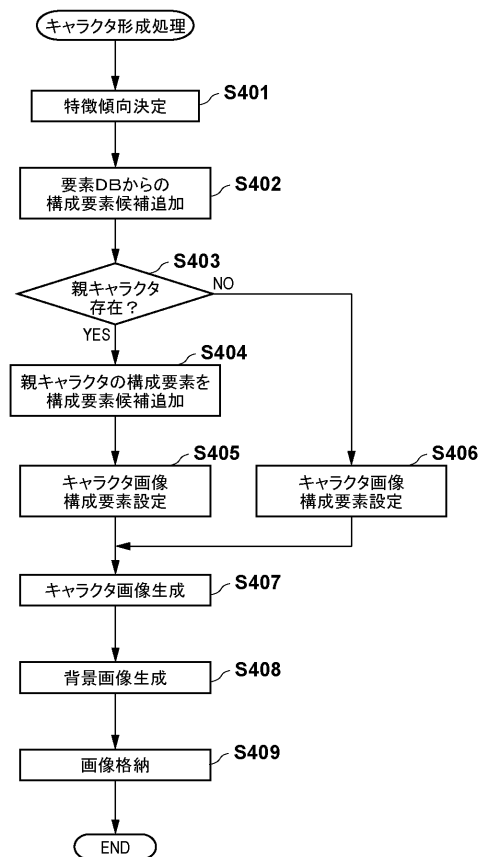 キャラクタ形成処理
特徴傾向決定
S401
要素DBからの
構成要素候補追加
S402
親キャラクタ
存在?
S403
NO
YES
親キャラクタの構成要素を
構成要素候補追加
S404
キャラクタ画像
構成要素設定
S405
キャラクタ画像
構成要素設定
S406
キャラクタ画像生成
S407
背景画像生成
S408
画像格納
S409
END